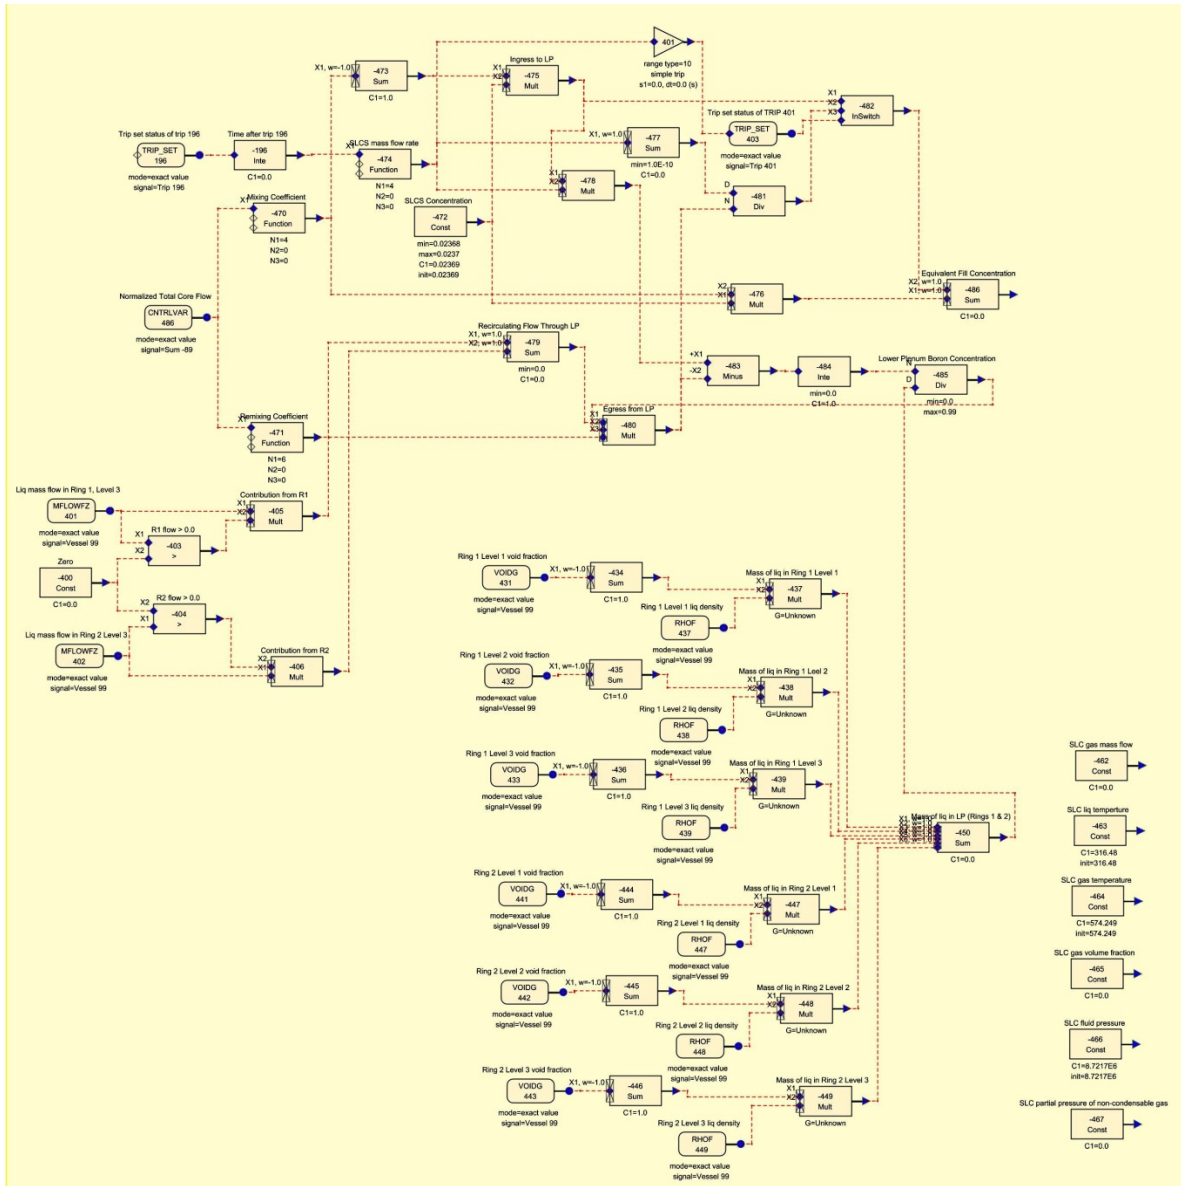 401
range type=10
simple trip
s1=0.0, dt=0.0 (s)
X1, w=-1.0
-473
Sum
C1=1.0
Ingress to LP
X1
X2
-475
Mult
X1
X2
X3
-482
InSwitch
Trip set status of trip 196
TRIP_SET
196
mode=exact value
signal=Trip 196
Time after trip 196
-196
Inte
C1=0.0
SLCS mass flow rate
X1
-474
Function
N1=4
N2=0
N3=0
X1, w=1.0
-477
Sum
min=1.0E-10
C1=0.0
Trip set status of TRIP 401
TRIP_SET
403
mode=exact value
signal=Trip 401
X1
X2
-478
Mult
D
N
-481
Div
Mixing Coefficient
X1
-470
Function
N1=4
N2=0
N3=0
SLCS Concentration
-472
Const
min=0.02368
max=0.0237
C1=0.02369
init=0.02369
X2
X1
-476
Mult
Equivalent Fill Concentration
X2, w=1.0
X1, w=1.0
-486
Sum
C1=0.0
Normalized Total Core Flow
CNTRLVAR
486
mode=exact value
signal=Sum -89
Recirculating Flow Through LP
X1, w=1.0
X2, w=1.0
-479
Sum
min=0.0
C1=0.0
+X1
-X2
-483
Minus
-484
Inte
min=0.0
C1=1.0
Lower Plenum Boron Concentration
N
D
-485
Div
min=0.0
max=0.99
Remixing Coefficient
X1
-471
Function
N1=6
N2=0
N3=0
Egress from LP
X1
X2
X3
-480
Mult
Liq mass flow in Ring 1, Level 3
MFLOWFZ
401
mode=exact value
signal=Vessel 99
Contribution from R1
X1
X2
-405
Mult
R1 flow > 0.0
X1
X2
-403
>
Zero
-400
Const
C1=0.0
R2 flow > 0.0
X2
X1
-404
>
Liq mass flow in Ring 2 Level 3
MFLOWFZ
402
mode=exact value
signal=Vessel 99
Contribution from R2
X2
X1
-406
Mult
Ring 1 Level 1 void fraction
VOIDG
431
mode=exact value
signal=Vessel 99
X1, w=-1.0
-434
Sum
C1=1.0
Mass of liq in Ring 1 Level 1
X1
X2
-437
Mult
G=Unknown
Ring 1 Level 1 liq density
RHOF
437
mode=exact value
signal=Vessel 99
Ring 1 Level 2 void fraction
VOIDG
432
mode=exact value
signal=Vessel 99
X1, w=-1.0
-435
Sum
C1=1.0
Mass of liq in Ring 1 Loel 2
X1
X2
-438
Mult
G=Unknown
Ring 1 Level 2 liq density
RHOF
438
mode=exact value
signal=Vessel 99
Ring 1 Level 3 void fraction
VOIDG
433
mode=exact value
signal=Vessel 99
X1, w=-1.0
-436
Sum
C1=1.0
Mass of liq in Ring 1 Level 3
X1
X2
-439
Mult
G=Unknown
Ring 1 Level 3 liq density
RHOF
439
mode=exact value
signal=Vessel 99
Mass of liq in LP (Rings 1 & 2)
-450
Sum
C1=0.0
Ring 2 Level 1 void fraction
VOIDG
441
mode=exact value
signal=Vessel 99
X1, w=-1.0
-444
Sum
C1=1.0
Mass of liq in Ring 2 Level 1
X1
X2
-447
Mult
G=Unknown
Ring 2 Level 1 liq density
RHOF
447
mode=exact value
signal=Vessel 99
Ring 2 Level 2 void fraction
VOIDG
442
mode=exact value
signal=Vessel 99
X1, w=-1.0
-445
Sum
C1=1.0
Mass of liq in Ring 2 Level 2
X1
X2
-448
Mult
G=Unknown
Ring 2 Level 2 liq density
RHOF
448
mode=exact value
signal=Vessel 99
Ring 2 Level 3 void fraction
VOIDG
443
mode=exact value
signal=Vessel 99
X1, w=-1.0
-446
Sum
C1=1.0
Mass of liq in Ring 2 Level 3
X1
X2
-449
Mult
G=Unknown
Ring 2 Level 3 liq density
RHOF
449
mode=exact value
signal=Vessel 99
SLC gas mass flow
-462
Const
C1=0.0
SLC liq temperture
-463
Const
C1=316.48
init=316.48
SLC gas temperature
-464
Const
C1=574.249
init=574.249
SLC gas volume fraction
-465
Const
C1=0.0
SLC fluid pressure
-466
Const
C1=8.7217E6
init=8.7217E6
SLC partial pressure of non-condensable gas
-467
Const
C1=0.0